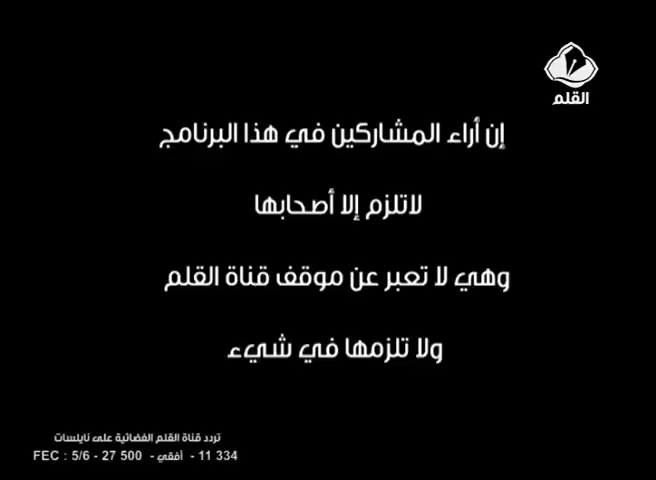 القلم
إن أراء المشاركين في هذا البرنامج
لاتلزم إلا أصحابها
وهي لا تعبر عن موقف قناة القلم
ولا تلزمها في شيء
تردد قناة القلم الفضائية على نايلسات
11 334 - أفقي - 27 500 - FEC : 5/6